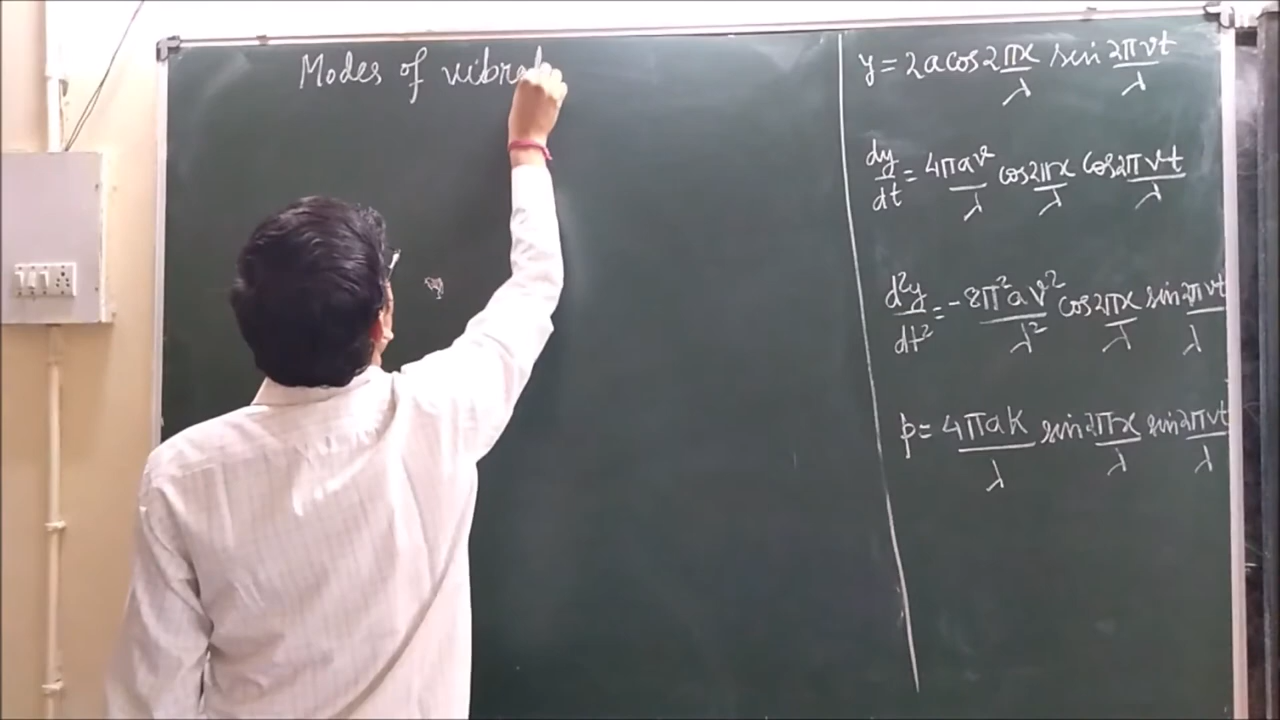 Modes of vibrat
y = 2a cos 2πx/λ sin 2πvt/λ
dy/dt = 4πav/λ cos 2πx/λ cos 2πvt/λ
d²y/dt² = -8π²av²/λ² cos 2πx/λ sin 2πvt/λ
p = 4πaK/λ sin 2πx/λ sin 2πvt/λ